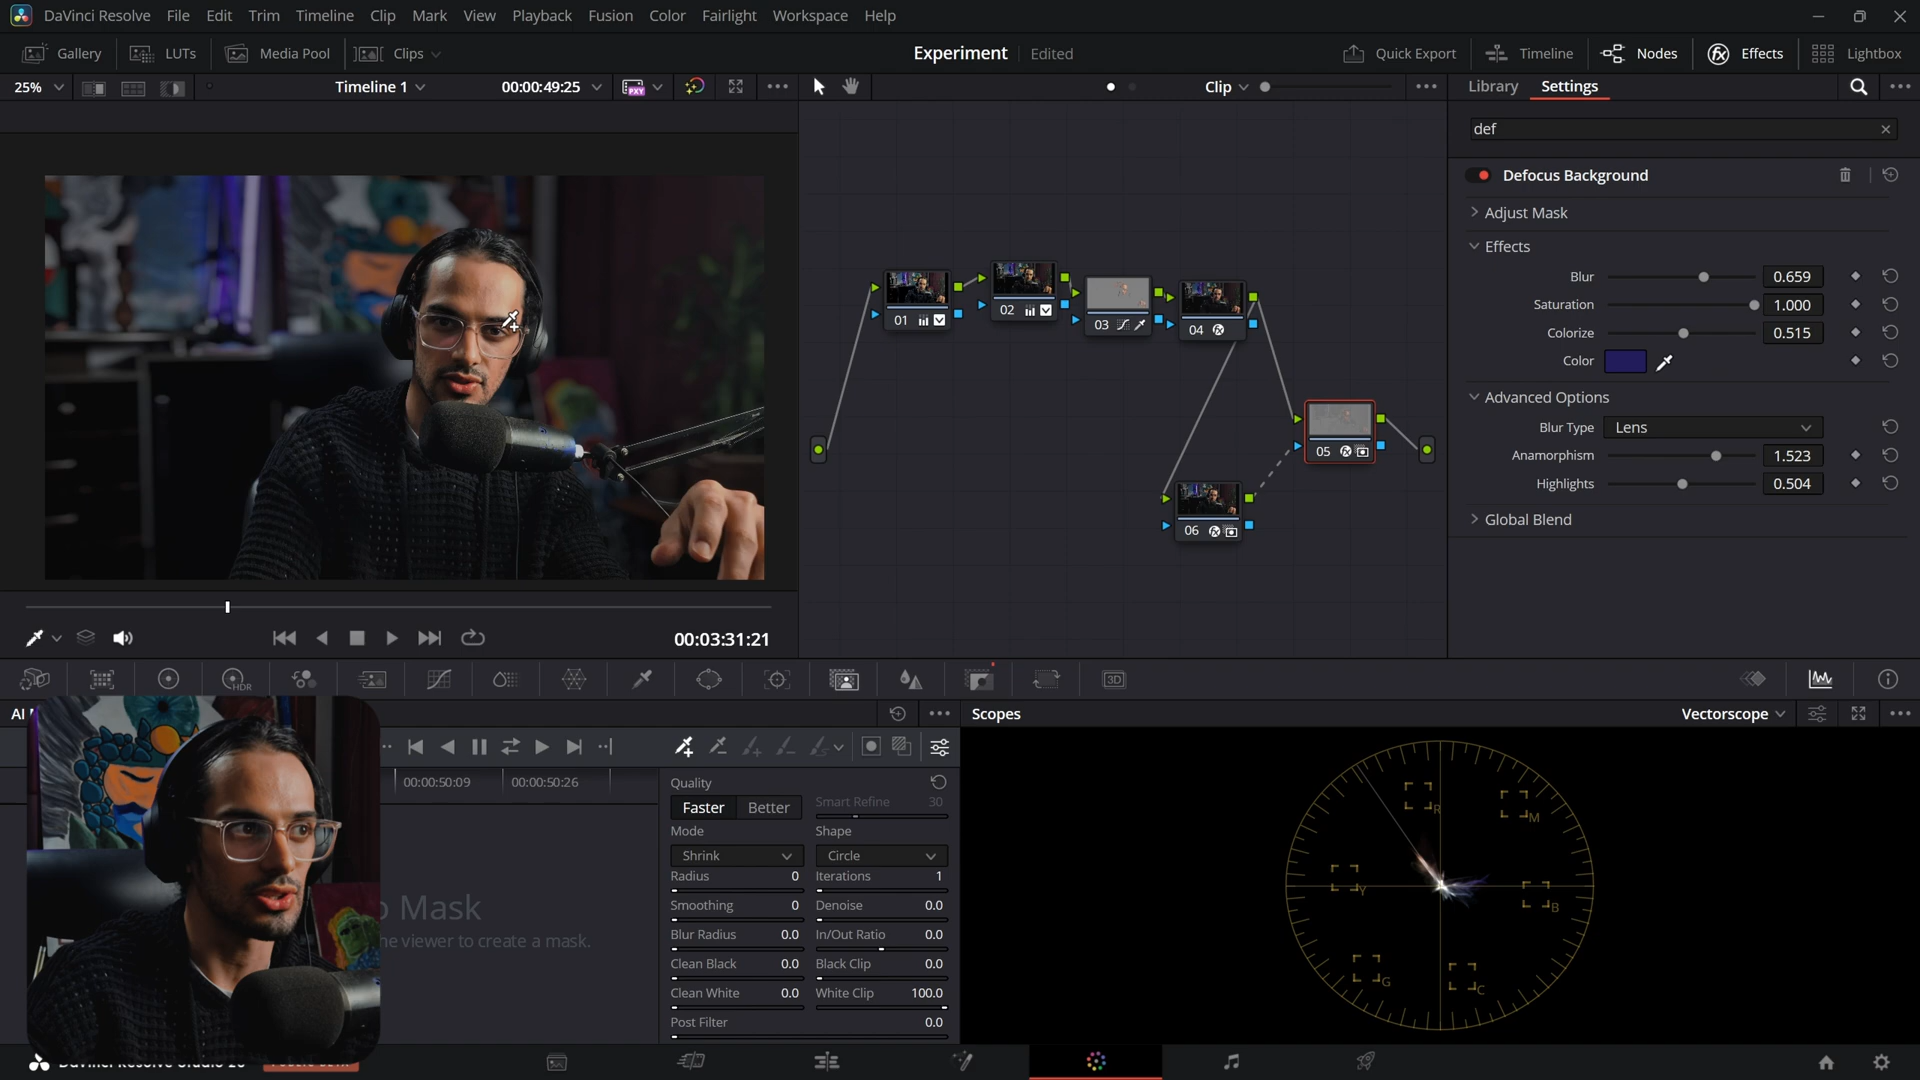 DaVinci Resolve File Edit Trim Timeline Clip Mark View Playback Fusion Color Fairlight Workspace Help
Gallery LUTs Media Pool Clips Experiment Edited Quick Export Timeline Nodes Effects Lightbox
25% Timeline 1 00:00:49:25 PXY Clip Library Settings
def
Defocus Background
Adjust Mask
Effects
Blur 0.659
Saturation 1.000
Colorize 0.515
Color
Advanced Options
Blur Type Lens
Anamorphism 1.523
Highlights 0.504
Global Blend
01
02
03
04
05
06
00:03:31:21
HDR
3D
AI
Scopes Vectorscope
00:00:50:09 00:00:50:26
Quality
Faster Better Smart Refine 30
Mode Shape
Shrink Circle
Radius 0 Iterations 1
Smoothing 0 Denoise 0.0
Blur Radius 0.0 In/Out Ratio 0.0
Clean Black 0.0 Black Clip 0.0
Clean White 0.0 White Clip 100.0
Post Filter 0.0
Mask
viewer to create a mask.
R
M
Y
B
G
C